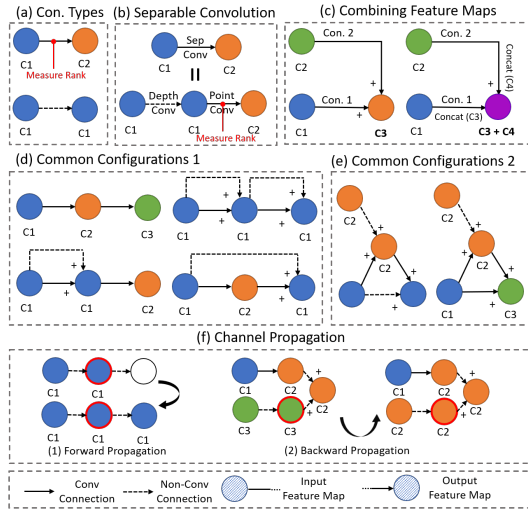 (a) Con. Types
C1
C2
Measure Rank
C1
C1
(b) Separable Convolution
Sep
Conv
C1
C2
=
Depth
Conv
Point
Conv
C1
C1
C2
Measure Rank
(c) Combining Feature Maps
C2
Con. 2
+
C1
Con. 1
+
C3
C2
Con. 2
Concat (C4)
+
C1
Con. 1
Concat (C3)
C3 + C4
(d) Common Configurations 1
C1
C2
C3
+
+
+
+
C1
C1
C1
+
+
C1
C1
C2
+
+
C1
C2
C1
(e) Common Configurations 2
C2
+
+
C2
+
+
C2
+
+
C2
+
+
C1
C3
(f) Channel Propagation
C1
C1
C1
C1
C1
(1) Forward Propagation
C1
C2
+
C2
+
C3
C3
C1
C2
+
C2
+
C2
C2
(2) Backward Propagation
Conv
Connection
Non-Conv
Connection
Input
Feature Map
Output
Feature Map